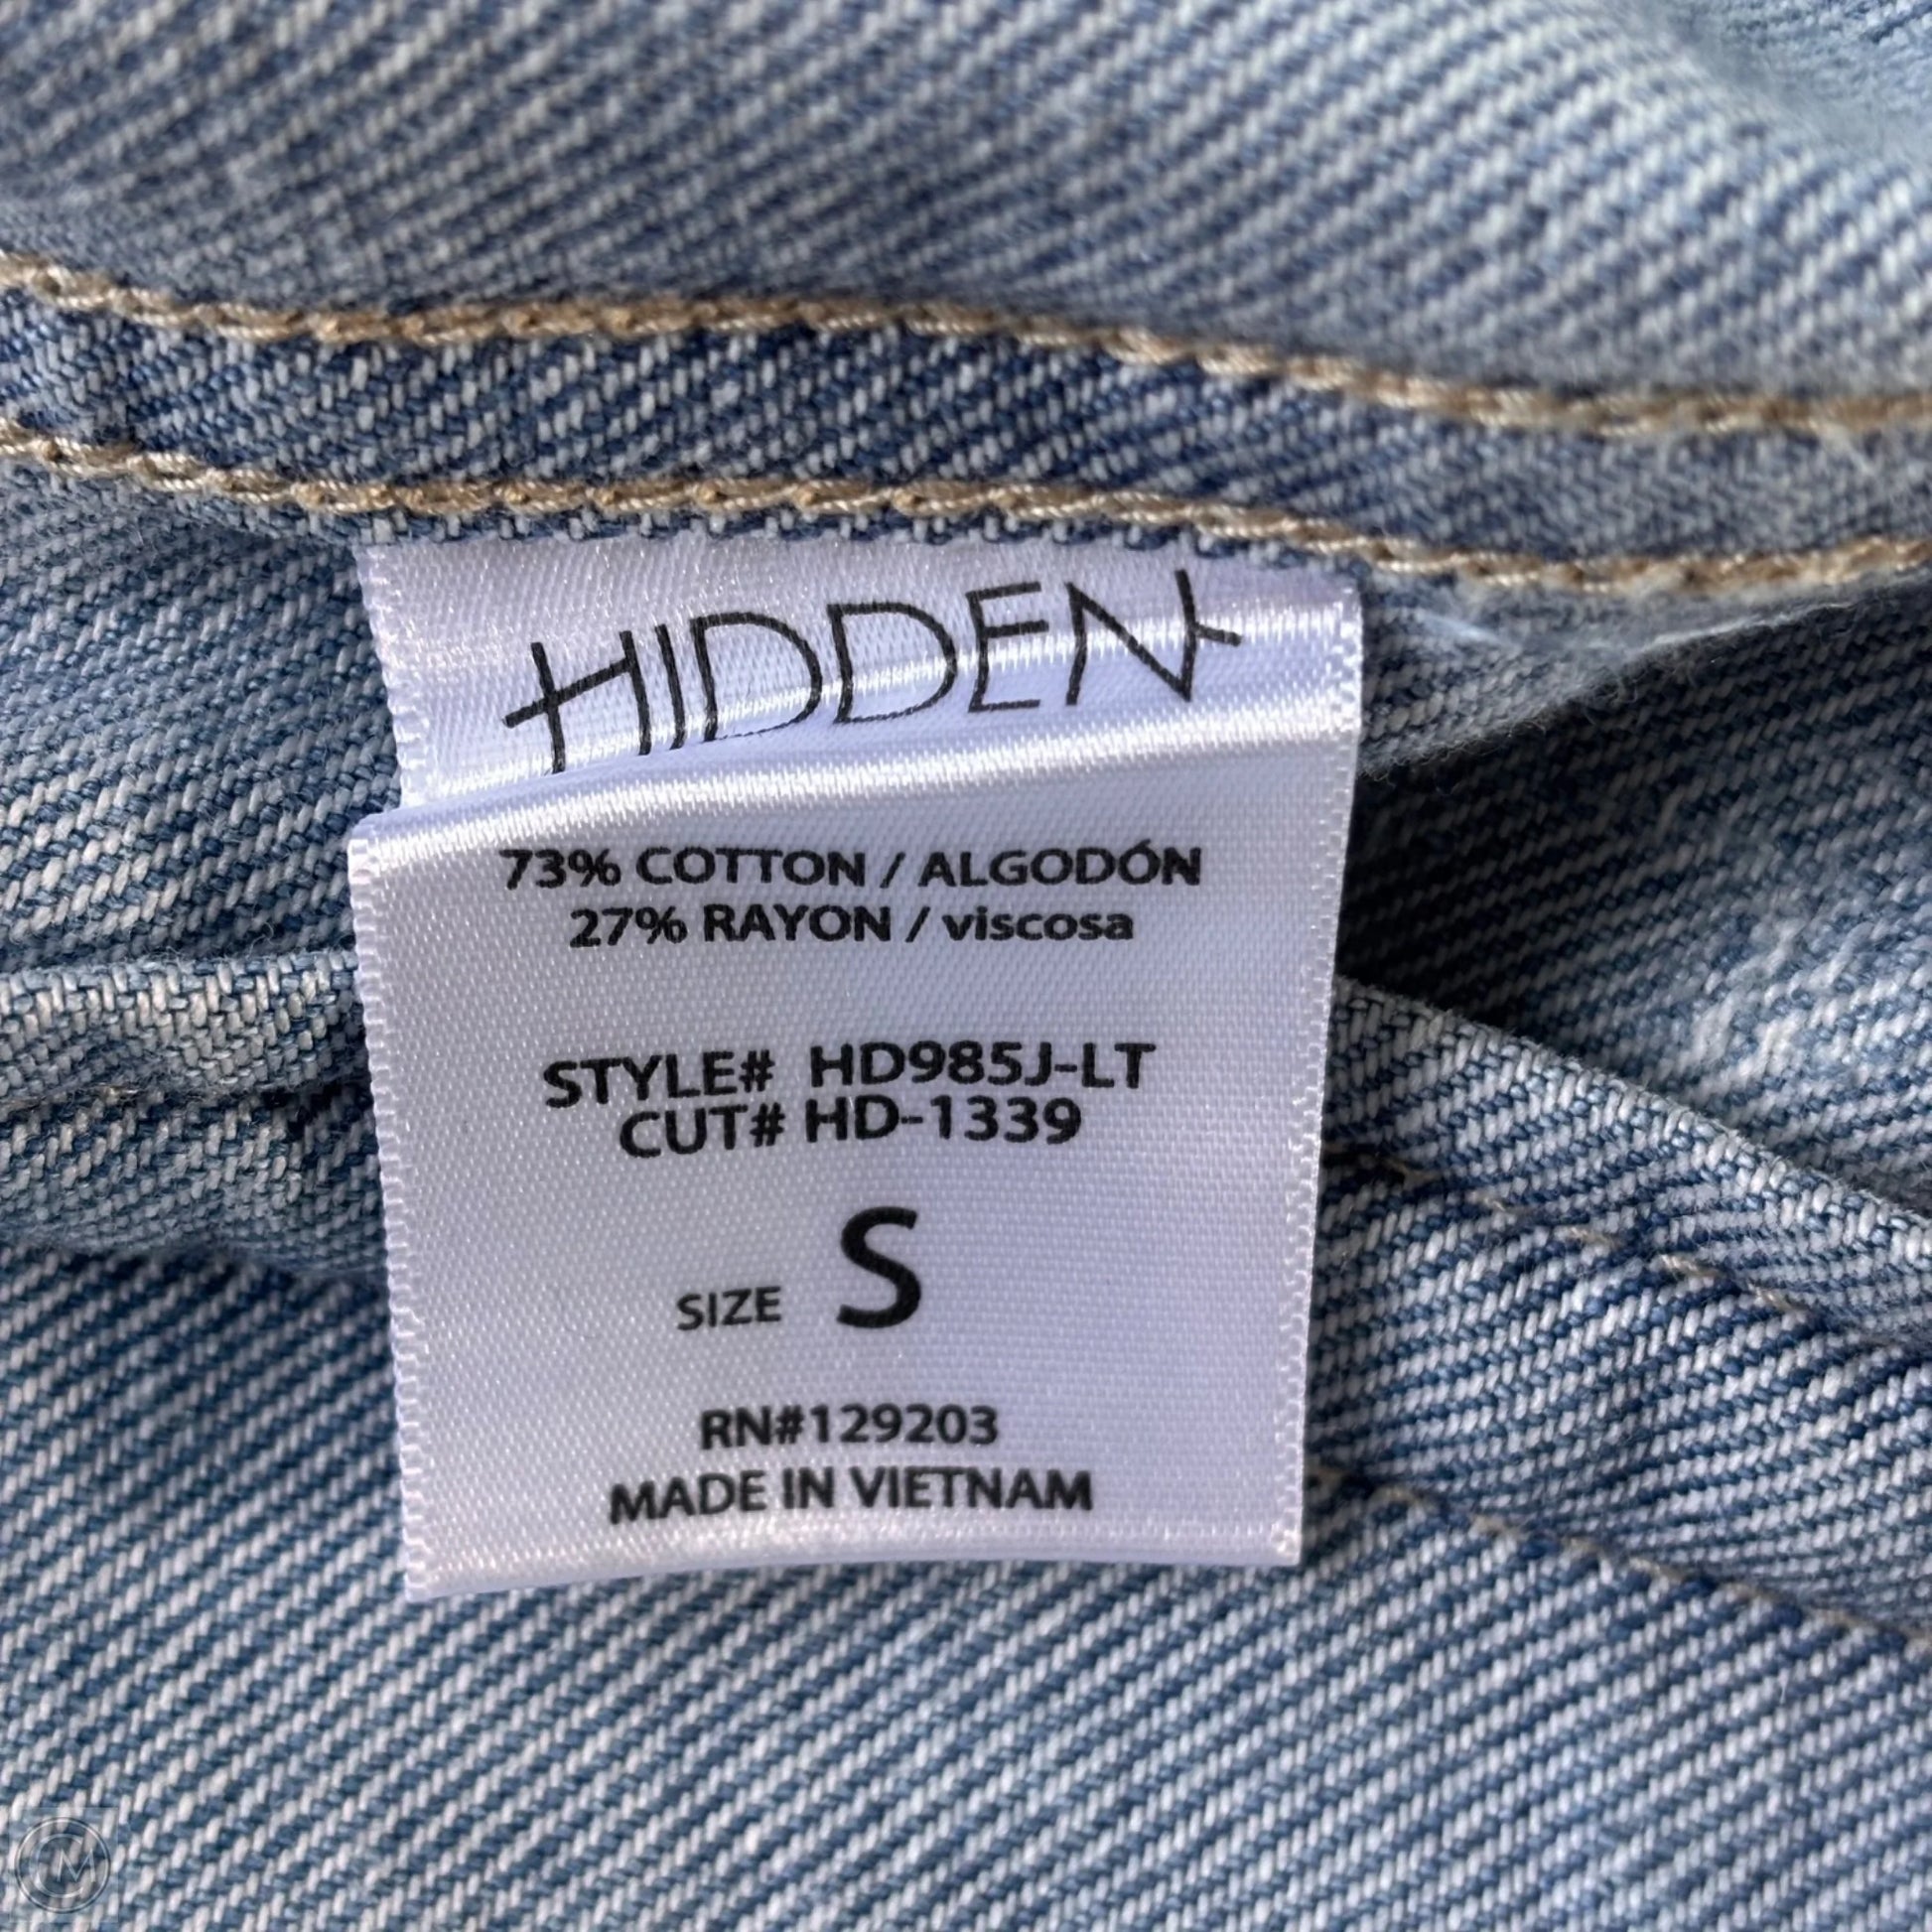 HIDDEN
73% COTTON / ALGODÓN
27% RAYON / viscosa
STYLE# HD985J-LT
CUT# HD-1339
SIZE S
RN#129203
MADE IN VIETNAM
CM